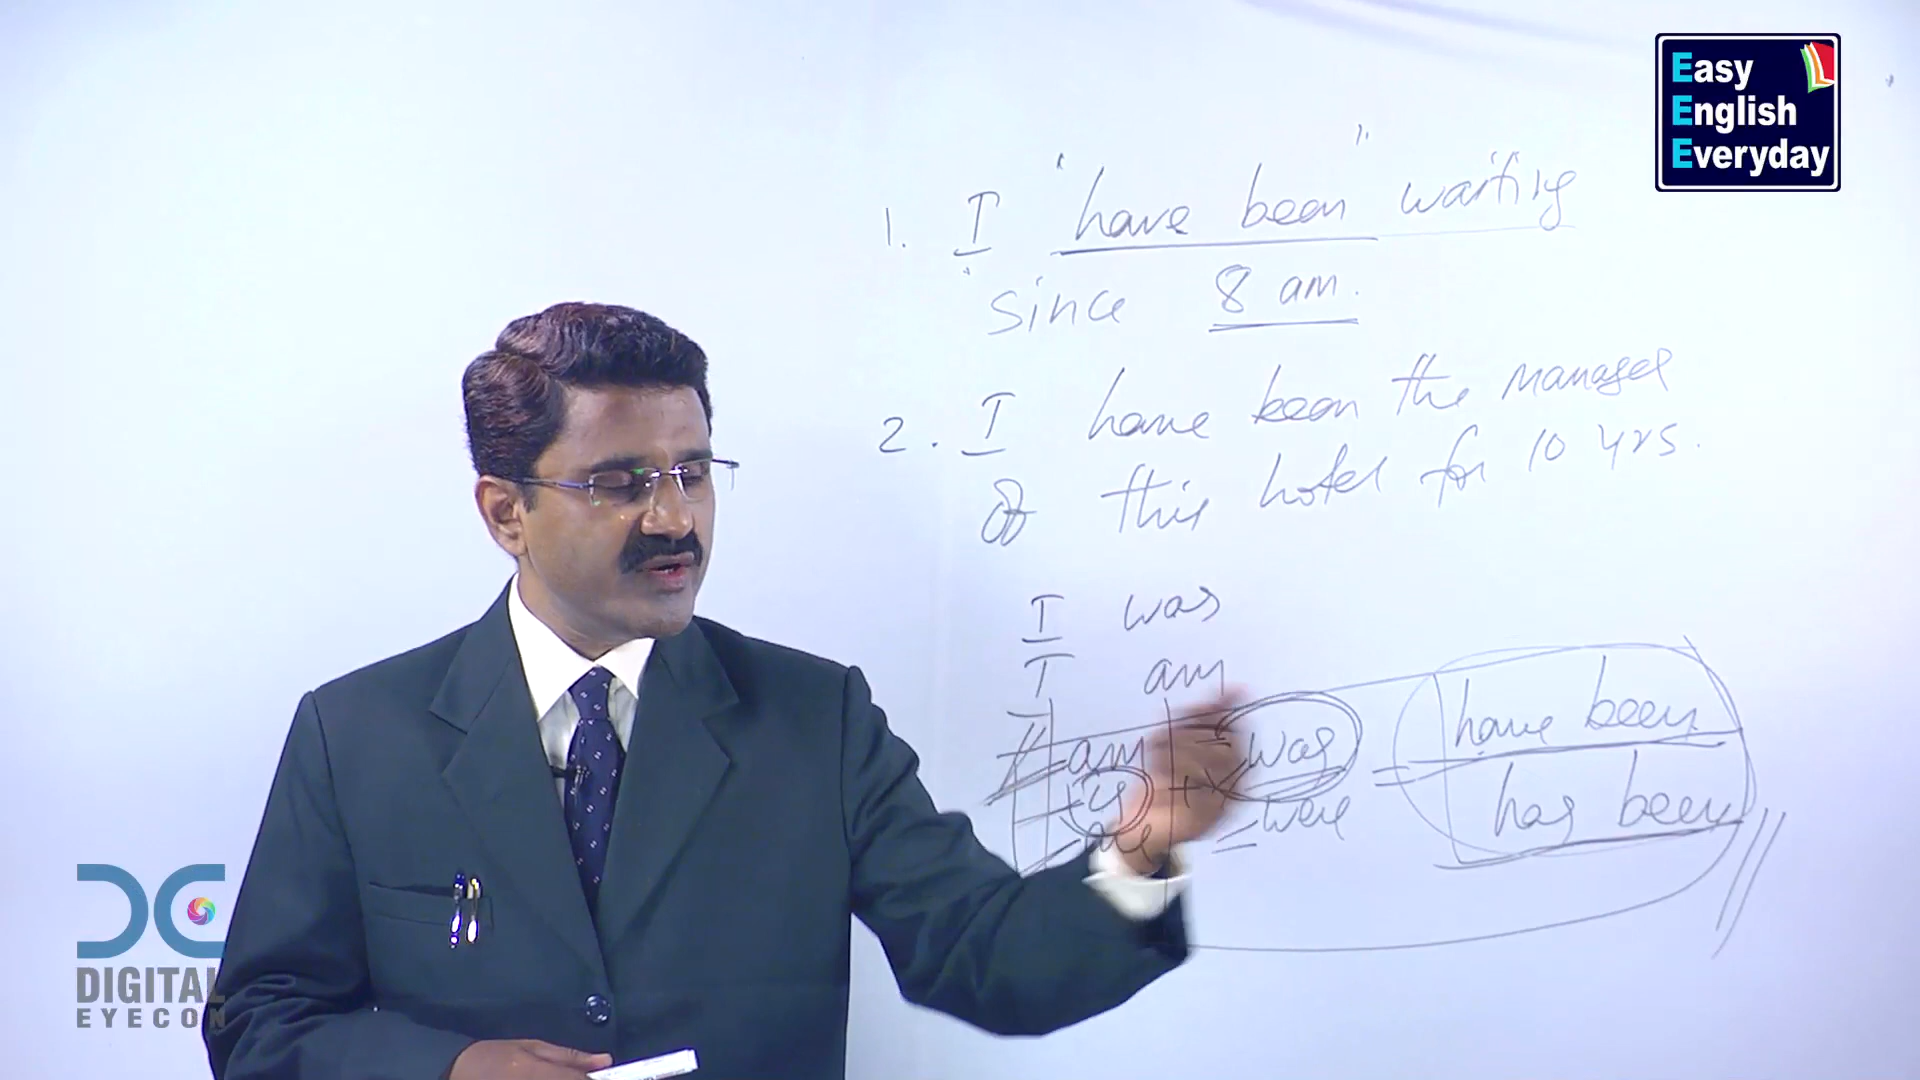 Easy
English
Everyday
1. I "have been" waiting
since 8 am.
2. I have been the manager
of this hotel for 10 yrs.
I was
I am
I am = was = have been
is + were has been
are
DIGITAL
EYECON